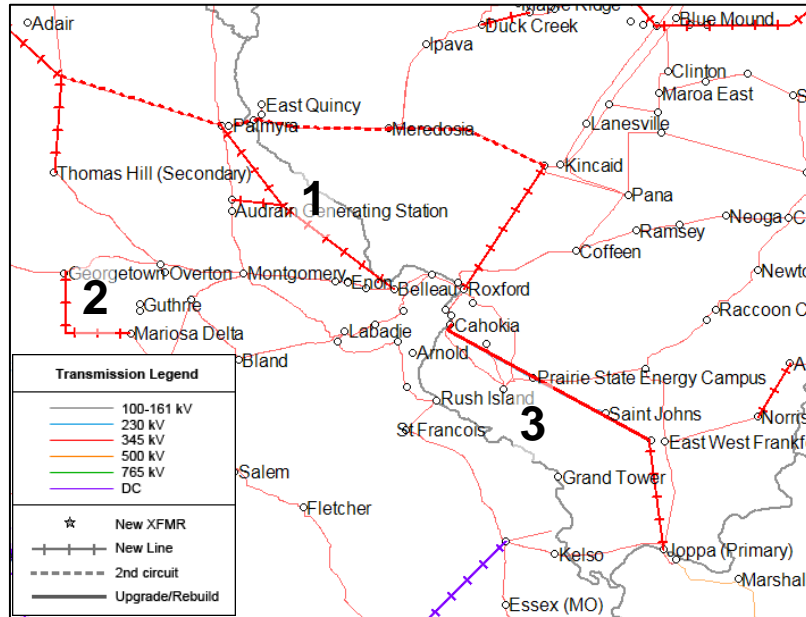 Adair
Maple Ridge
Duck Creek
Blue Mound
Ipava
Clinton
Maroa East
S
East Quincy
Palmyra
Meredosia
Lanesville
Kincaid
Thomas Hill (Secondary)
Pana
1
Audrain Generating Station
Neoga
C
Ramsey
Coffeen
Georgetown
Overton
Montgomery
Enon
Belleau
Roxford
Newto
2
Guthrie
Raccoon C
Mariosa Delta
Labadie
Cahokia
Bland
Arnold
A
Prairie State Energy Campus
Rush Island
Saint Johns
Norris
3
St Francois
East West Frankfo
Salem
Grand Tower
Fletcher
Kelso
Joppa (Primary)
Marshal
Essex (MO)
Transmission Legend
100-161 kV
230 kV
345 kV
500 kV
765 kV
DC
New XFMR
New Line
2nd circuit
Upgrade/Rebuild